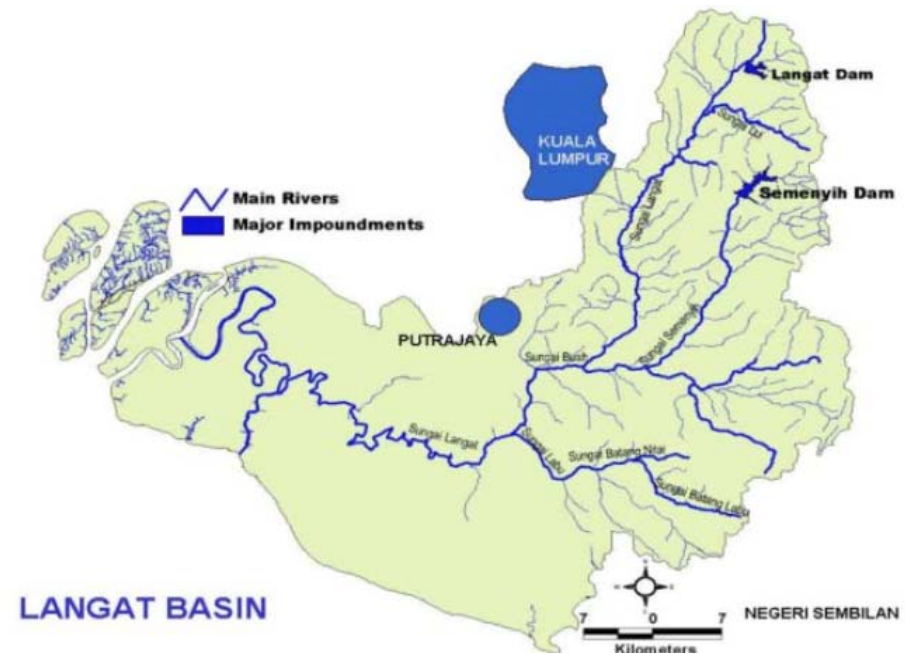 Langat Dam
Sungai Lui
KUALA
LUMPUR
Semenyih Dam
Main Rivers
Major Impoundments
Sungai Langat
PUTRAJAYA
Sungai Semenyih
Sungai Buah
Sungai Langat
Sungai Labu
Sungai Batang Nilai
Sungai Batang Labu
LANGAT BASIN
NEGERI SEMBILAN
7 0 7
Kilometers